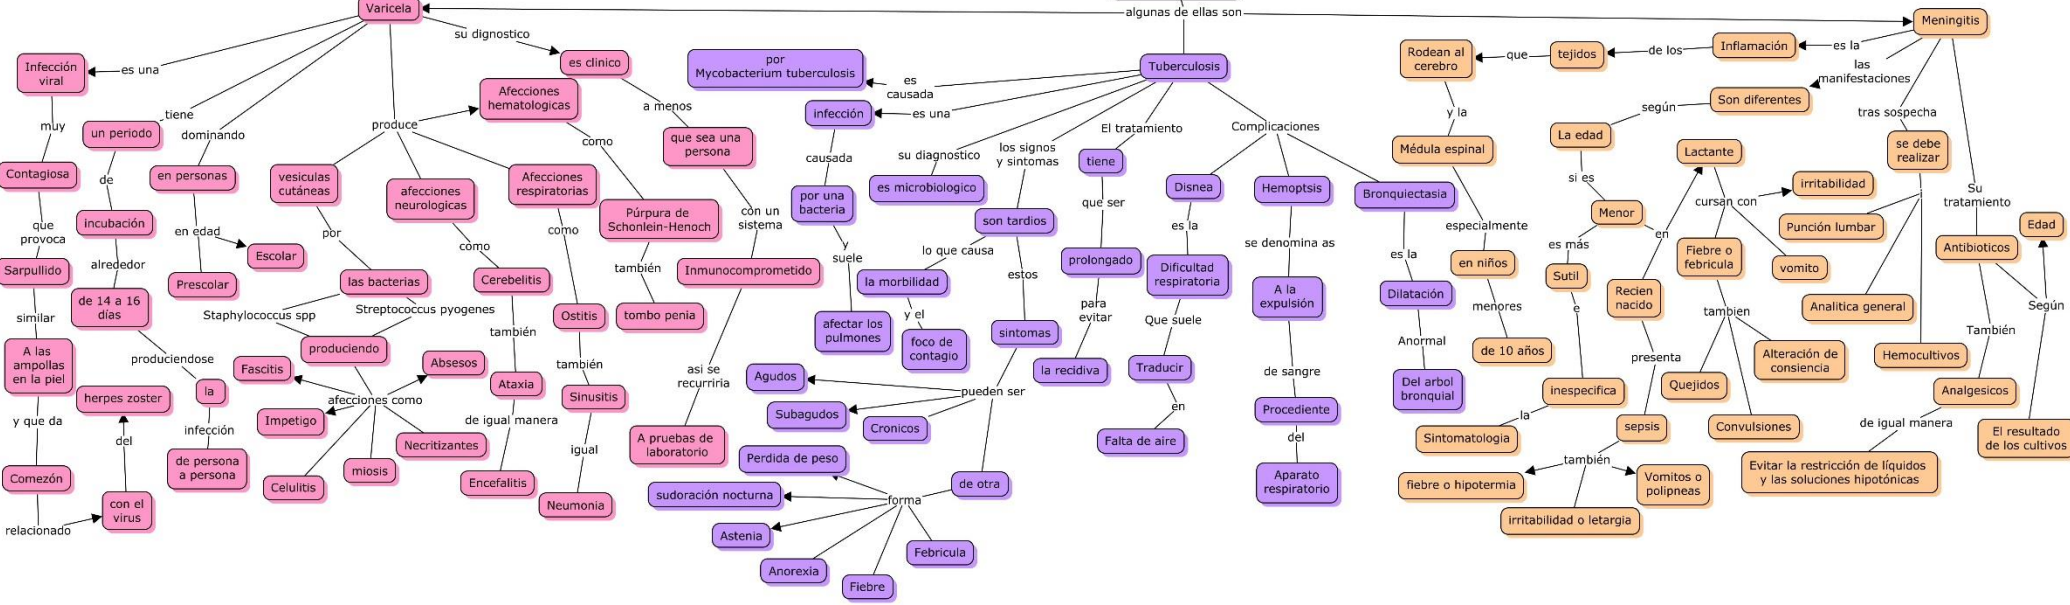 algunas de ellas son
Varicela
su dignostico
es clinico
a menos
que sea una
persona
con un
sistema
Inmunocomprometido
asi se
recurriria
A pruebas de
laboratorio
es una
Infección
viral
muy
Contagiosa
que
provoca
Sarpullido
similar
A las
ampollas
en la piel
y que da
Comezón
relacionado
con el
virus
del
herpes zoster
tiene
un periodo
de
incubación
alrededor
de 14 a 16
días
produciendose
la
infección
de persona
a persona
dominando
en personas
en edad
Escolar
Prescolar
produce
Afecciones
hematologicas
como
Púrpura de
Schonlein-Henoch
también
tombo penia
vesiculas
cutáneas
por
las bacterias
Staphylococcus spp
Streptococcus pyogenes
produciendo
afecciones como
Fascitis
Absesos
Impetigo
Necritizantes
Celulitis
miosis
afecciones
neurologicas
como
Cerebelitis
también
Ataxia
de igual manera
Encefalitis
Afecciones
respiratorias
como
Ostitis
también
Sinusitis
igual
Neumonia
Tuberculosis
es
causada
por
Mycobacterium tuberculosis
es una
infección
causada
por una
bacteria
y
suele
afectar los
pulmones
su diagnostico
es microbiologico
los signos
y sintomas
son tardios
lo que causa
la morbilidad
y el
foco de
contagio
estos
sintomas
pueden ser
Agudos
Subagudos
Cronicos
de otra
forma
Perdida de peso
sudoración nocturna
Astenia
Anorexia
Fiebre
Febricula
El tratamiento
tiene
que ser
prolongado
para
evitar
la recidiva
Complicaciones
Disnea
es la
Dificultad
respiratoria
Que suele
Traducir
en
Falta de aire
Hemoptsis
se denomina as
A la
expulsión
de sangre
Procediente
del
Aparato
respiratorio
Bronquiectasia
es la
Dilatación
Anormal
Del arbol
bronquial
Meningitis
es la
Inflamación
de los
tejidos
que
Rodean al
cerebro
y la
Médula espinal
especialmente
en niños
menores
de 10 años
las
manifestaciones
Son diferentes
según
La edad
si es
Menor
es más
Sutil
e
inespecifica
la
Sintomatologia
en
Recien
nacido
presenta
sepsis
también
fiebre o hipotermia
Vomitos o
polipneas
irritabilidad o letargia
Lactante
cursan con
irritabilidad
vomito
Fiebre o
febricula
tambien
Quejidos
Alteración de
consiencia
Convulsiones
tras sospecha
se debe
realizar
Punción lumbar
Analitica general
Hemocultivos
Su
tratamiento
Antibioticos
También
Analgesicos
de igual manera
Evitar la restricción de líquidos
y las soluciones hipotónicas
Según
Edad
El resultado
de los cultivos